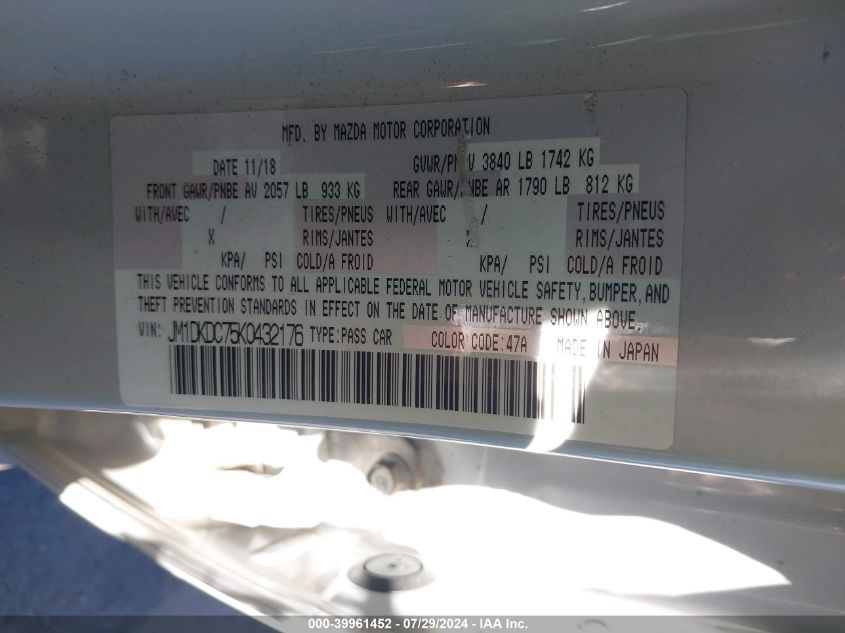 MFD. BY MAZDA MOTOR CORPORATION
DATE 11/18 GVWR/PNBV 3840 LB 1742 KG
FRONT GAWR/PNBE AV 2057 LB 933 KG REAR GAWR/PNBE AR 1790 LB 812 KG
WITH/AVEC / TIRES/PNEUS WITH/AVEC / TIRES/PNEUS
X RIMS/JANTES X RIMS/JANTES
KPA/ PSI COLD/A FROID KPA/ PSI COLD/A FROID
THIS VEHICLE CONFORMS TO ALL APPLICABLE FEDERAL MOTOR VEHICLE SAFETY, BUMPER, AND
THEFT PREVENTION STANDARDS IN EFFECT ON THE DATE OF MANUFACTURE SHOWN ABOVE.
VIN: JM1DKDC75K0432176 TYPE:PASS CAR COLOR CODE:47A MADE IN JAPAN
000-39961452 - 07/29/2024 - IAA Inc.